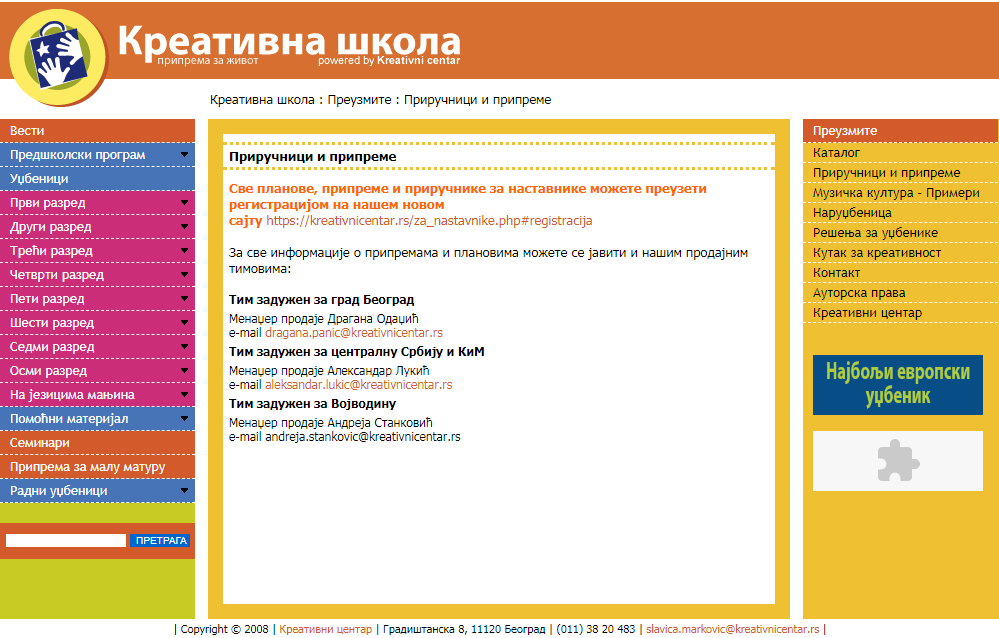 Креативна школа
припрема за живот
powered by Kreativni centar
Креативна школа : Преузмите : Приручници и припреме
Вести
Предшколски програм
Уџбеници
Први разред
Други разред
Трећи разред
Четврти разред
Пети разред
Шести разред
Седми разред
Осми разред
На језицима мањина
Помоћни материјал
Семинари
Припрема за малу матуру
Радни уџбеници
ПРЕТРАГА
Приручници и припреме
Све планове, припреме и приручнике за наставнике можете преузети
регистрацијом на нашем новом
сајту https://kreativnicentar.rs/za_nastavnike.php#registracija
За све информације о припремама и плановима можете се јавити и нашим продајним
тимовима:
Тим задужен за град Београд
Менаџер продаје Драгана Одаџић
e-mail dragana.panic@kreativnicentar.rs
Тим задужен за централну Србију и КиМ
Менаџер продаје Александар Лукић
e-mail aleksandar.lukic@kreativnicentar.rs
Тим задужен за Војводину
Менаџер продаје Андреја Станковић
e-mail andreja.stankovic@kreativnicentar.rs
Преузмите
Каталог
Приручници и припреме
Музичка култура - Примери
Наруџбеница
Решења за уџбенике
Кутак за креативност
Контакт
Ауторска права
Креативни центар
Најбољи европски
уџбеник
| Copyright © 2008 | Креативни центар | Градиштанска 8, 11120 Београд | (011) 38 20 483 | slavica.markovic@kreativnicentar.rs |